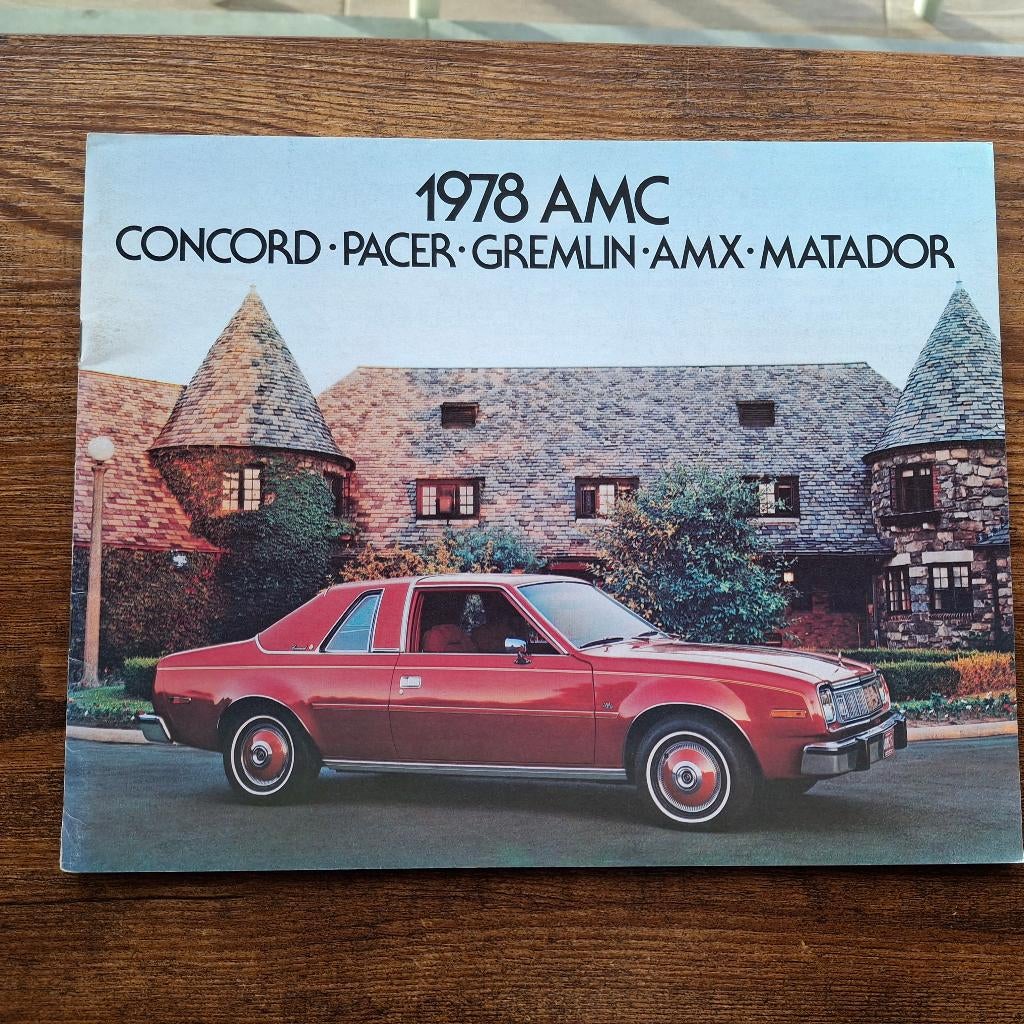 1978 AMC
CONCORD · PACER · GREMLIN · AMX · MATADOR